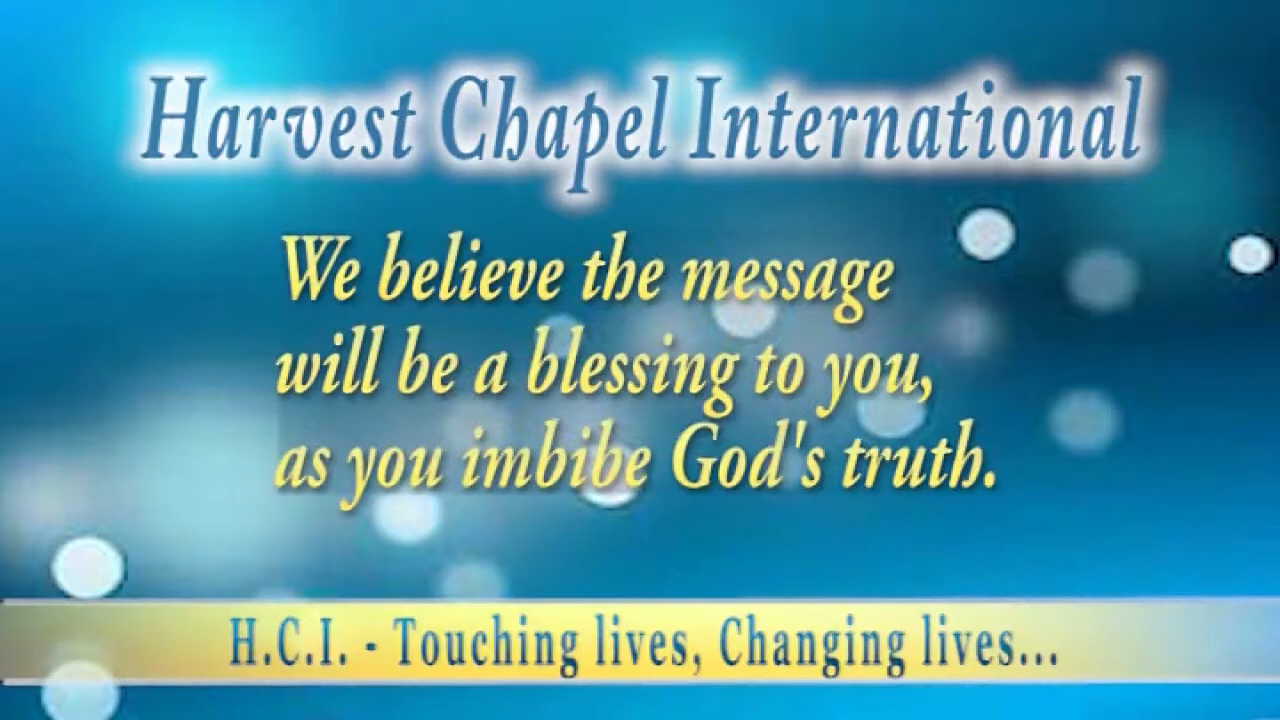 Harvest Chapel International
We believe the message
will be a blessing to you,
as you imbibe God's truth.
H.C.I. - Touching lives, Changing lives...